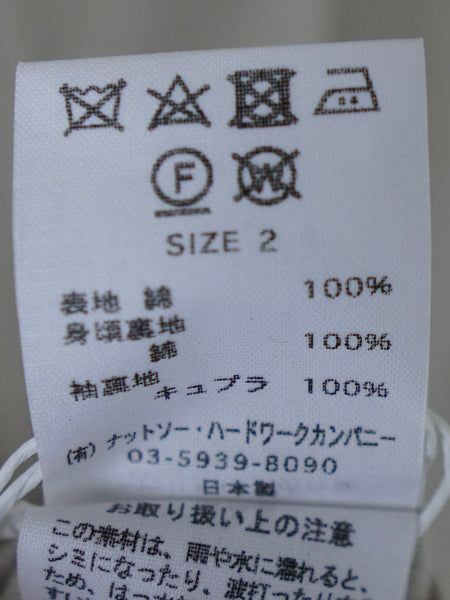 F W
SIZE 2
表地 綿 100%
身頃裏地
綿 100%
袖裏地 キュプラ 100%
(有) ナットソー・ハードワークカンパニー
03-5939-8090
日本製
お取り扱い上の注意
この素材は、雨や水に濡れると、
シミになったり、波打ったりす
ため、はっ